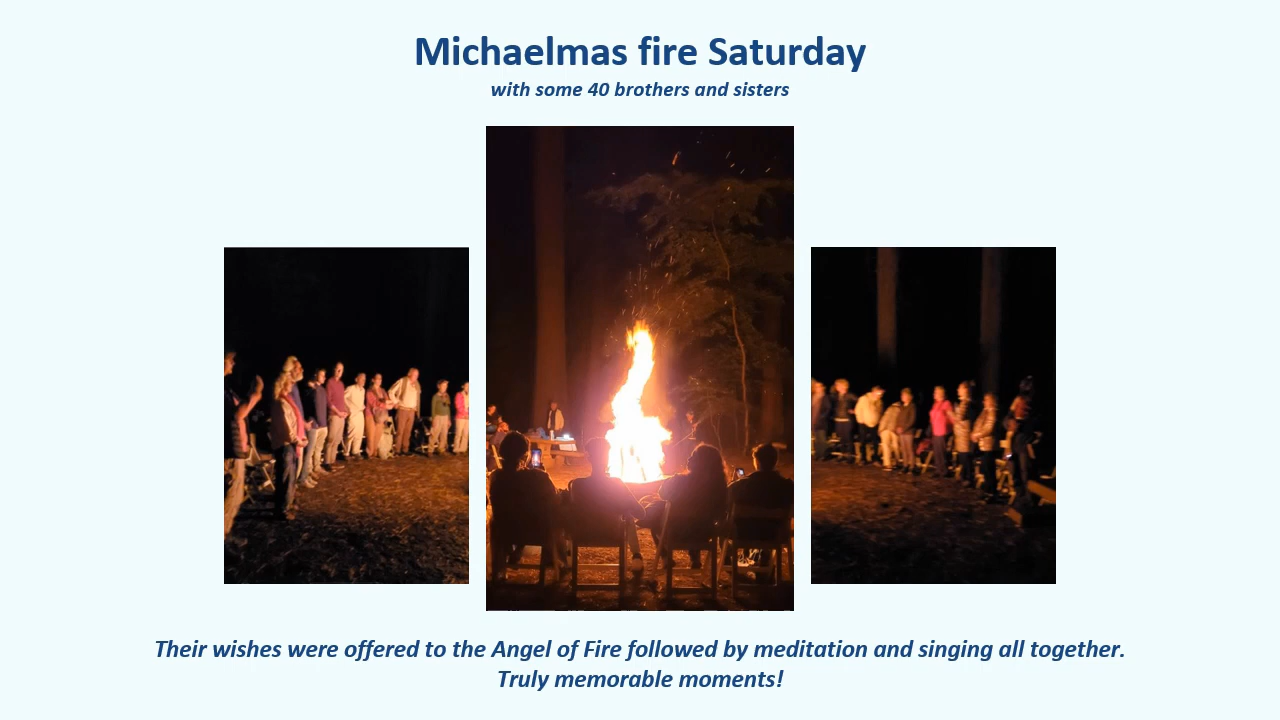 Michaelmas fire Saturday
with some 40 brothers and sisters
Their wishes were offered to the Angel of Fire followed by meditation and singing all together.
Truly memorable moments!